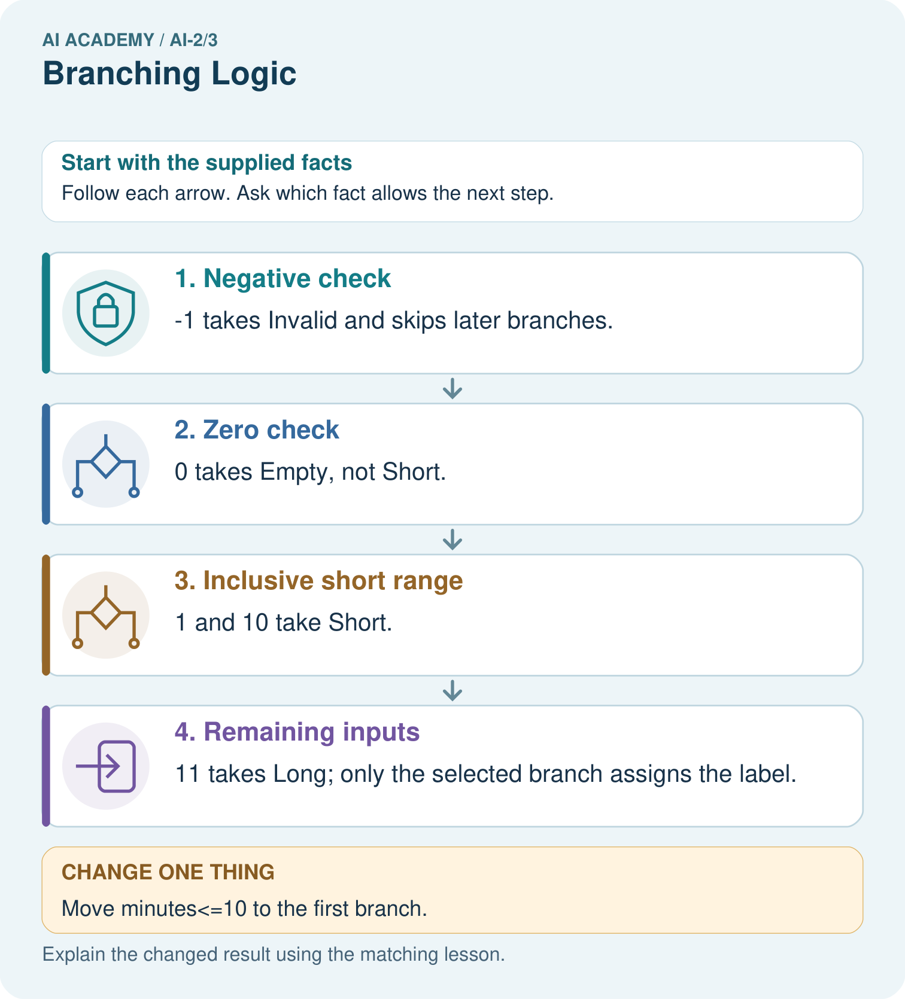 AI ACADEMY / AI-2/3
Branching Logic
Start with the supplied facts
Follow each arrow. Ask which fact allows the next step.
1. Negative check
-1 takes Invalid and skips later branches.
2. Zero check
0 takes Empty, not Short.
3. Inclusive short range
1 and 10 take Short.
4. Remaining inputs
11 takes Long; only the selected branch assigns the label.
CHANGE ONE THING
Move minutes<=10 to the first branch.
Explain the changed result using the matching lesson.